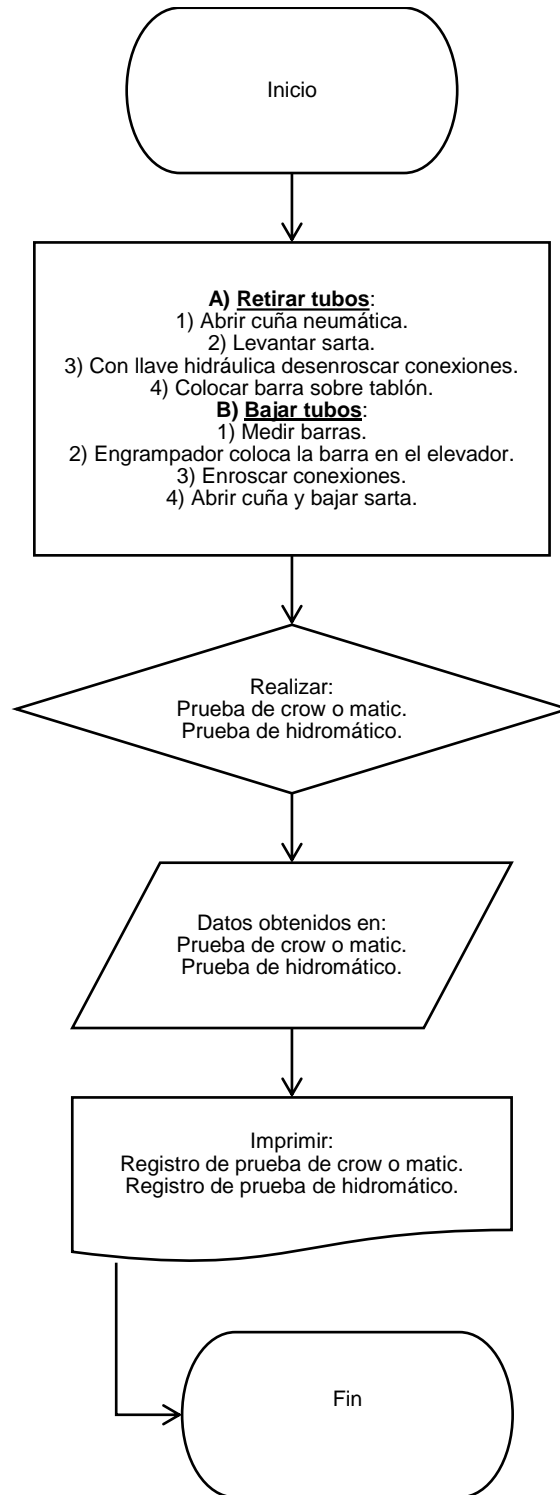 Inicio
A) Retirar tubos:
1) Abrir cuña neumática.
2) Levantar sarta.
3) Con llave hidráulica desenroscar conexiones.
4) Colocar barra sobre tablón.
B) Bajar tubos:
1) Medir barras.
2) Engrampador coloca la barra en el elevador.
3) Enroscar conexiones.
4) Abrir cuña y bajar sarta.
Realizar:
Prueba de crow o matic.
Prueba de hidromático.
Datos obtenidos en:
Prueba de crow o matic.
Prueba de hidromático.
Imprimir:
Registro de prueba de crow o matic.
Registro de prueba de hidromático.
Fin